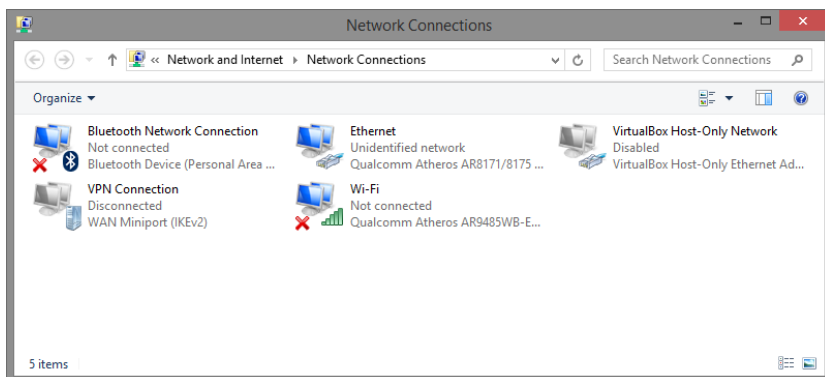 Network Connections
« Network and Internet Network Connections
Search Network Connections
Organize
Bluetooth Network Connection
Not connected
Bluetooth Device (Personal Area ...
Ethernet
Unidentified network
Qualcomm Atheros AR8171/8175 ...
VirtualBox Host-Only Network
Disabled
VirtualBox Host-Only Ethernet Ad...
VPN Connection
Disconnected
WAN Miniport (IKEv2)
Wi-Fi
Not connected
Qualcomm Atheros AR9485WB-E...
5 items